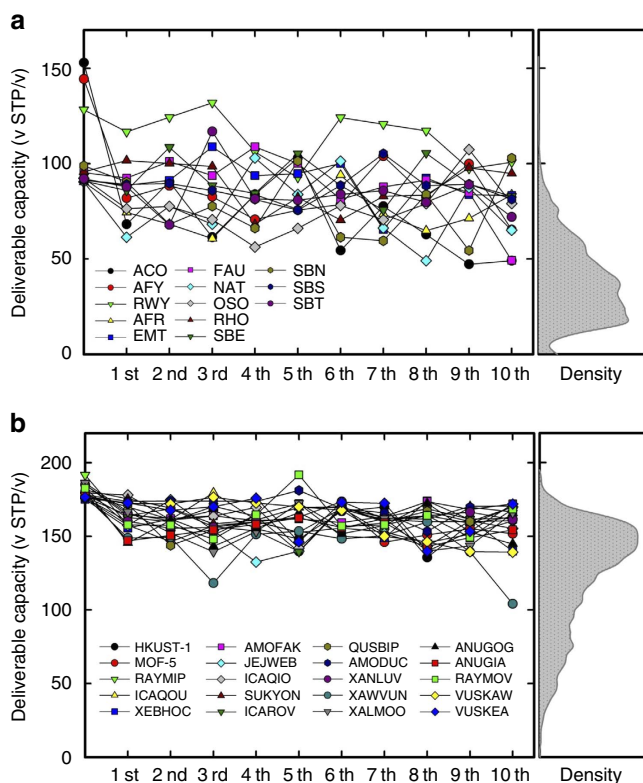 a
Deliverable capacity (v STP/v)
150
100
50
0
ACO FAU SBN
AFY NAT SBS
RWY OSO SBT
AFR RHO
EMT SBE
1 st 2 nd 3 rd 4 th 5 th 6 th 7 th 8 th 9 th 10 th Density
b
Deliverable capacity (v STP/v)
200
150
100
50
0
HKUST-1 AMOFAK QUSBIP ANUGOG
MOF-5 JEJWEB AMODUC ANUGIA
RAYMIP ICAQIO XANLUV RAYMOV
ICAQOU SUKYON XAWVUN VUSKAW
XEBHOC ICAROV XALMOO VUSKEA
1 st 2 nd 3 rd 4 th 5 th 6 th 7 th 8 th 9 th 10 th Density